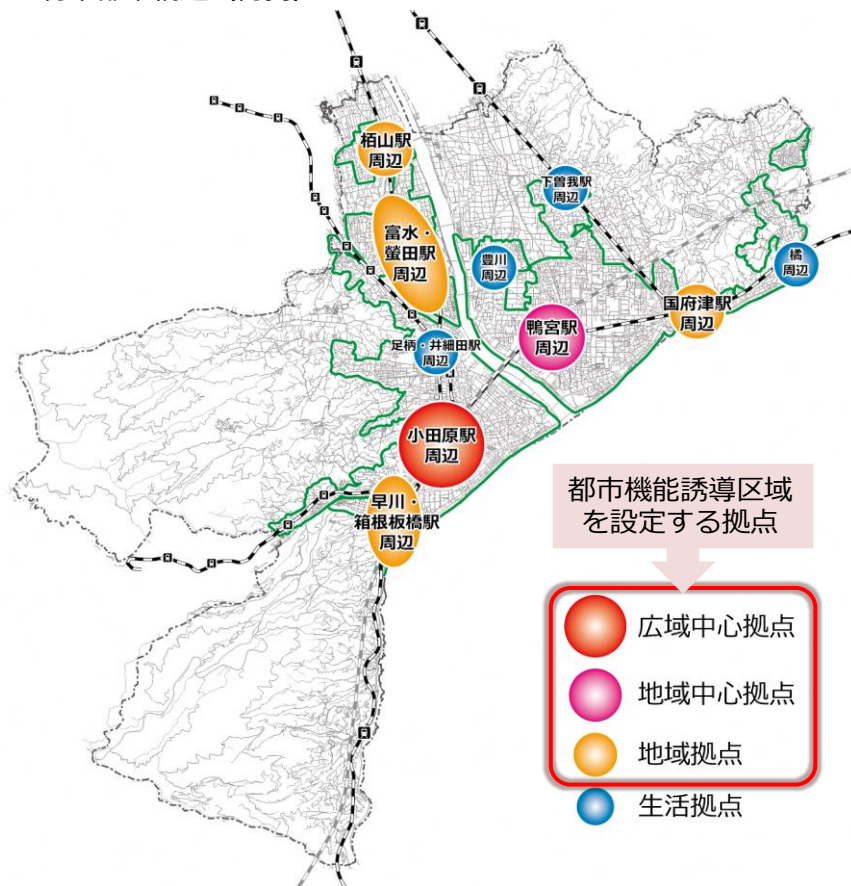 栢山駅
周辺
下曽我駅
周辺
富水・
螢田駅
周辺
豊川
周辺
橘
周辺
国府津駅
周辺
鴨宮駅
周辺
足柄・井細田駅
周辺
小田原駅
周辺
早川・
箱根板橋駅
周辺
都市機能誘導区域
を設定する拠点
広域中心拠点
地域中心拠点
地域拠点
生活拠点